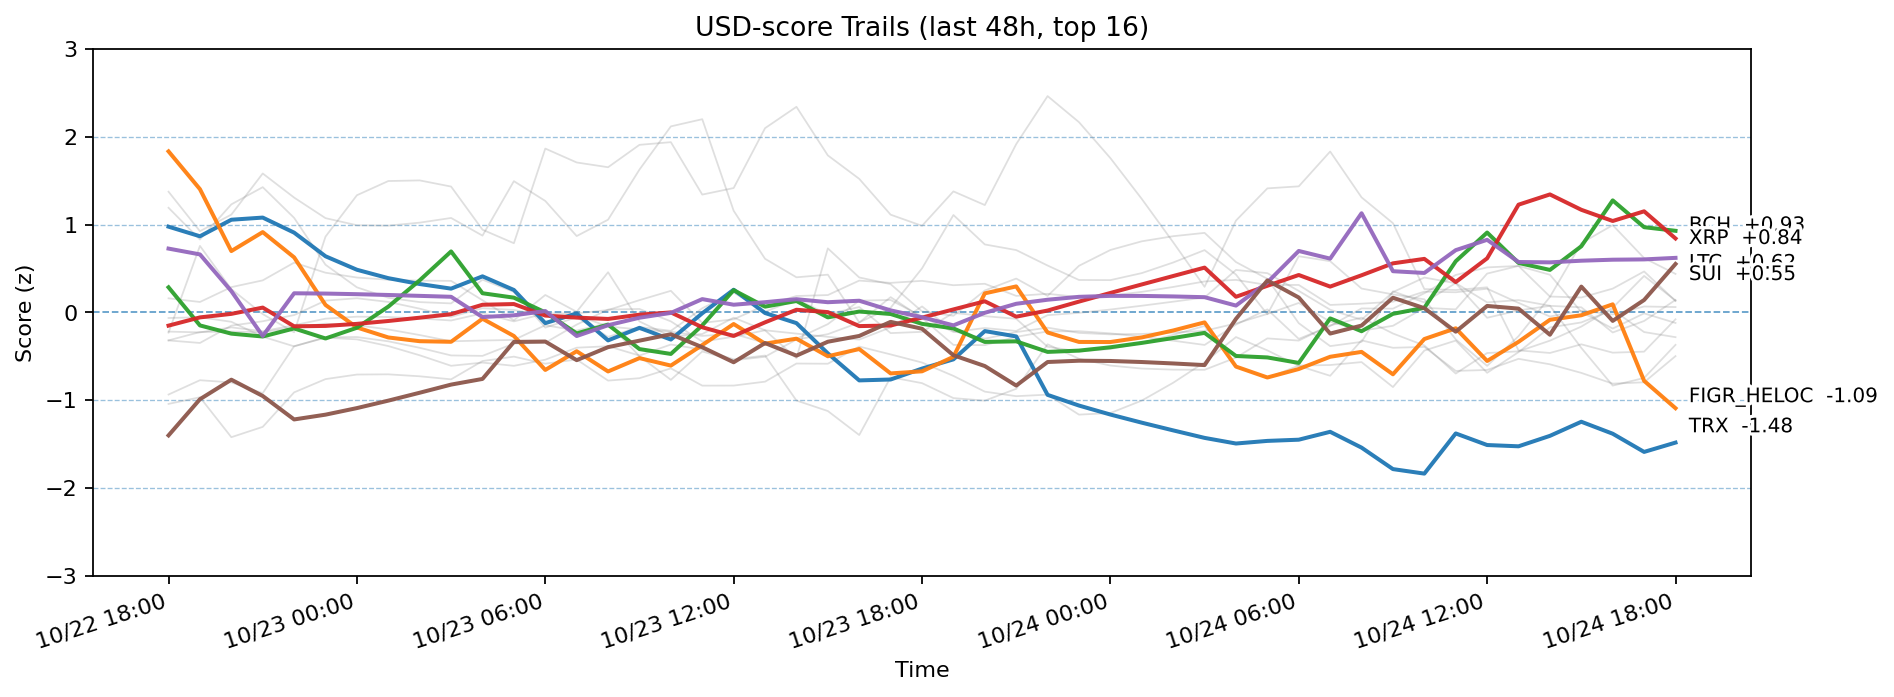 USD-score Trails (last 48h, top 16)
Score (z)
3
2
1
0
−1
−2
−3
+0.93
XRP +0.84
+0.62
SUI +0.55
FIGR_HELOC -1.09
TRX -1.48
10/22 18:00
10/23 00:00
10/23 06:00
10/23 12:00
10/23 18:00
10/24 00:00
10/24 06:00
10/24 12:00
10/24 18:00
Time